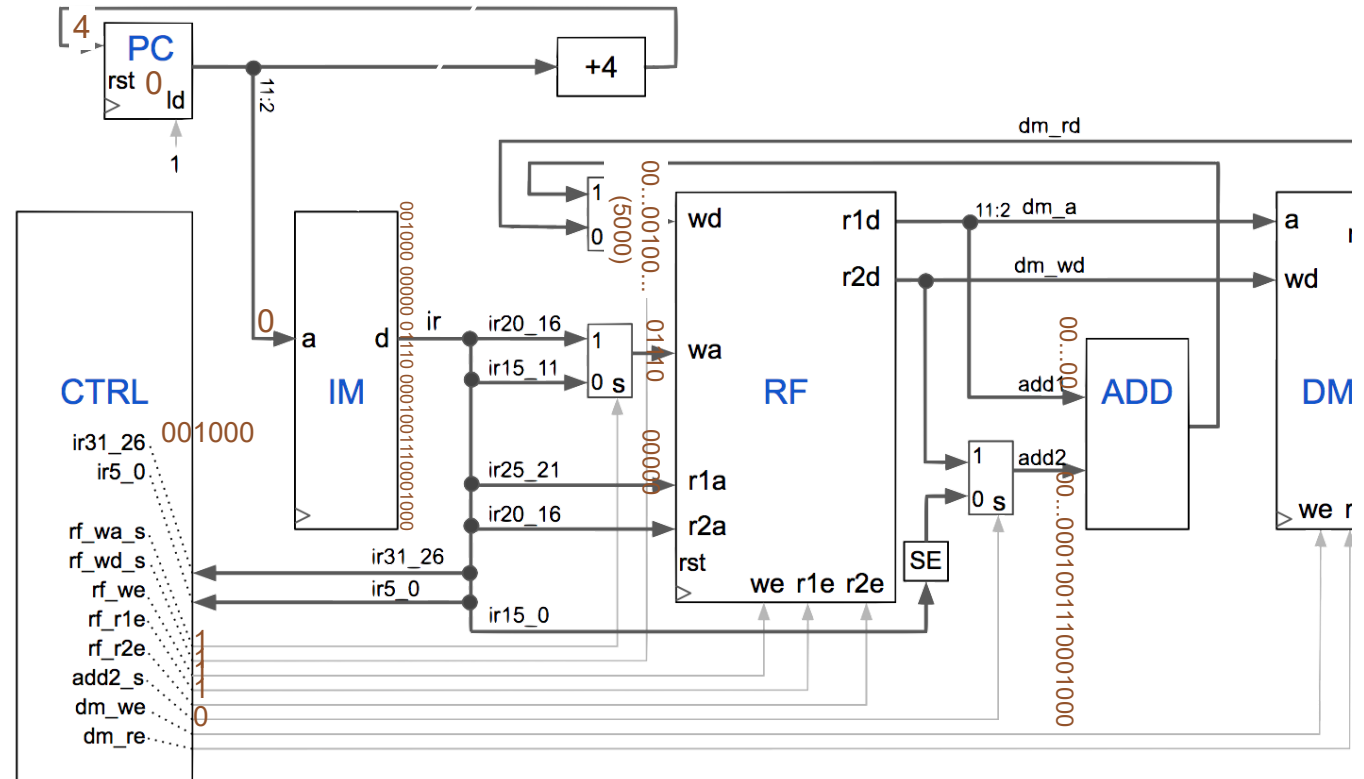 4
PC
rst
0
ld
1
11:2
+4
dm_rd
CTRL
ir31_26
001000
ir5_0
rf_wa_s
rf_wd_s
rf_we
rf_r1e
rf_r2e
add2_s
dm_we
dm_re
1
1
1
1
0
0
a
d
IM
001000 00000 01110 0001001110001000
ir
ir20_16
ir15_11
ir25_21
ir20_16
ir31_26
ir5_0
ir15_0
1
0
(5000)
00...00100...
1
0 s
01110
00000
wd
wa
r1a
r2a
rst
RF
r1d
r2d
we r1e r2e
11:2
dm_a
dm_wd
00...00
add1
ADD
1
0 s
add2
00...0001001110001000
SE
a
wd
DM
we